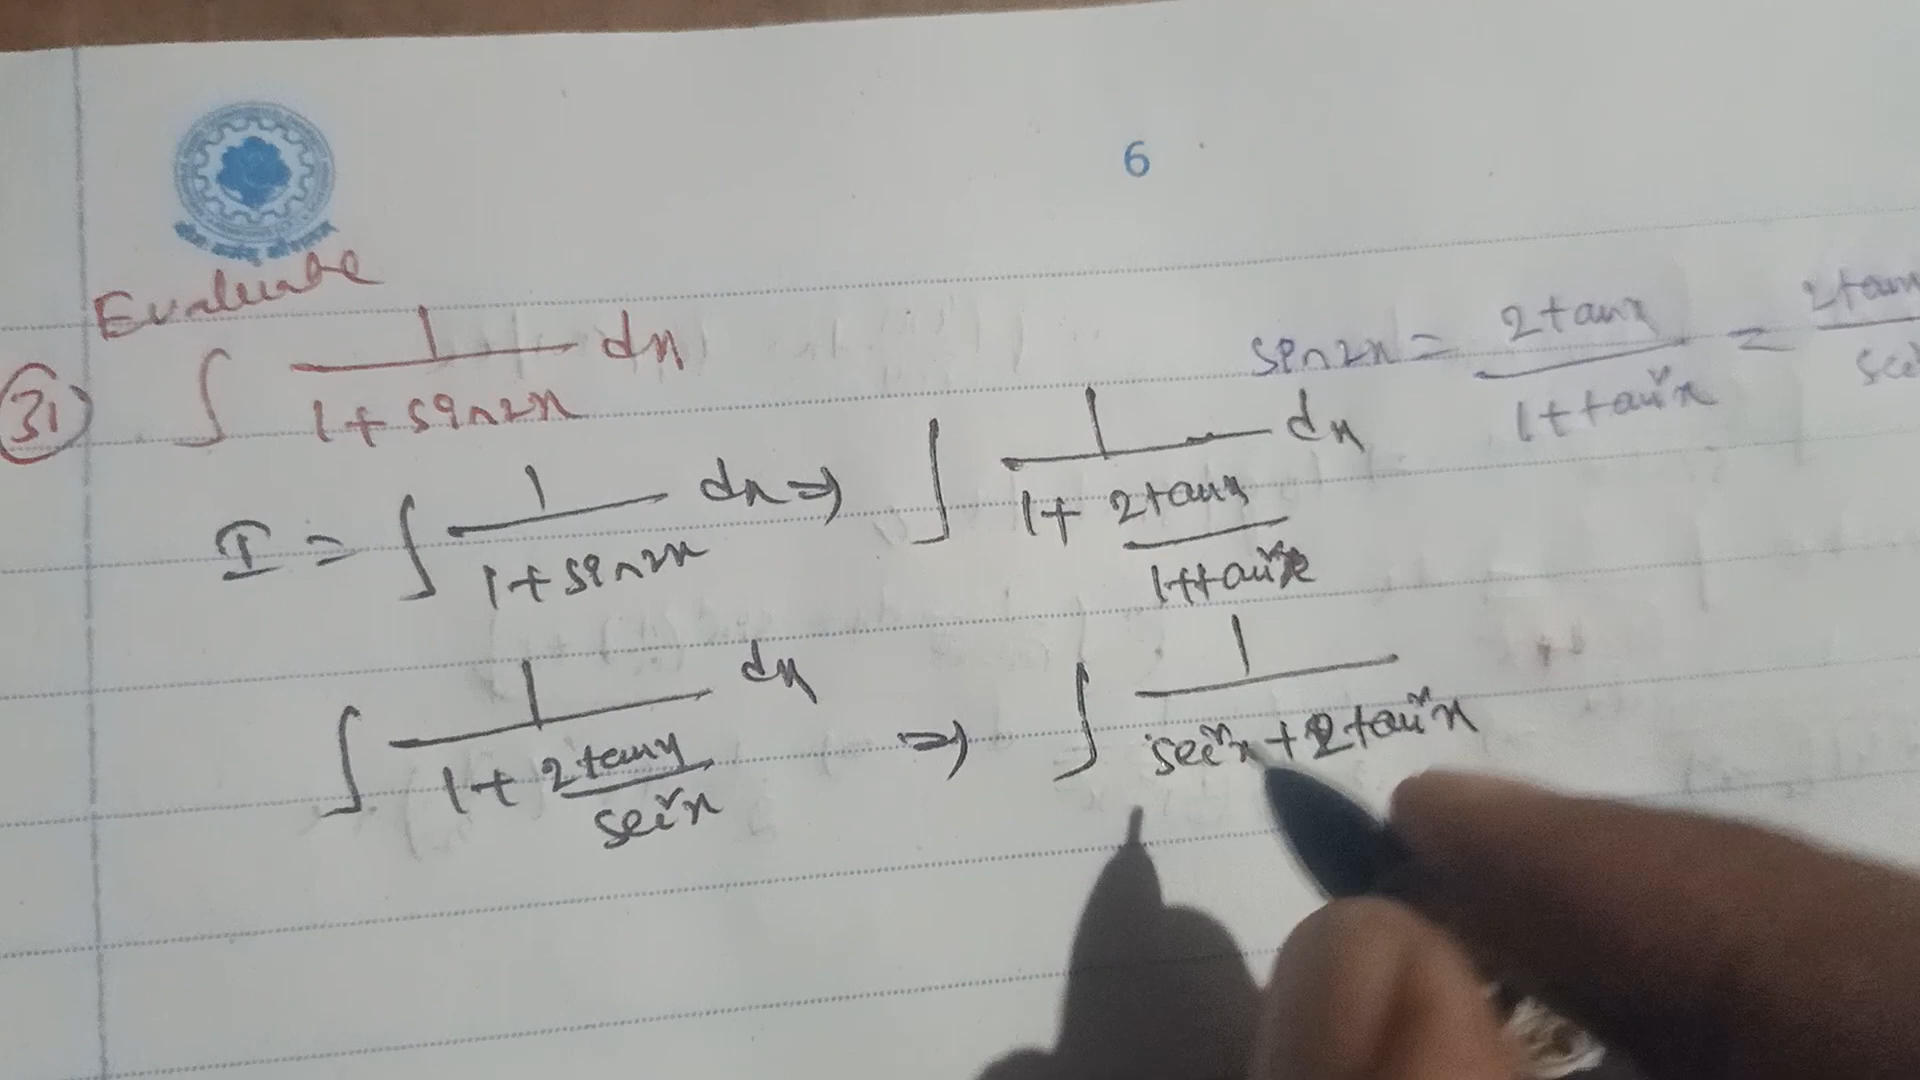 6
Evaluate
31) ∫ 1/(1+sin2x) dx
sin2x = 2tanx/(1+tan²x) = 2tan/sec
I = ∫ 1/(1+sin2x) dx ⇒ ∫ 1/(1+ 2tanx/(1+tan²x)) dx
∫ 1/(1+ 2tanx/sec²x) dx ⇒ ∫ 1/(sec²x+2tan²x)